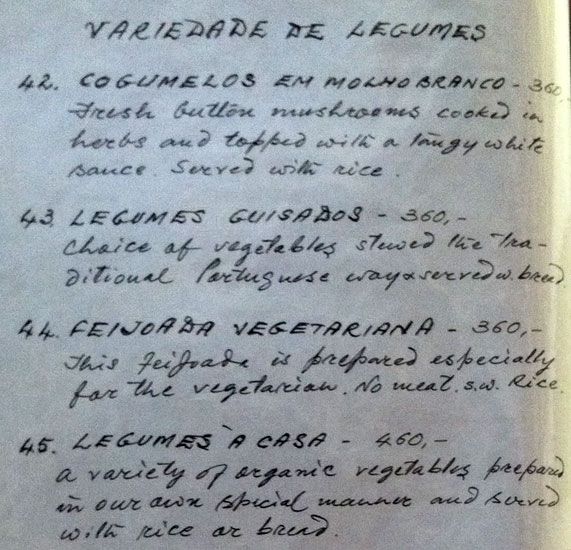 VARIEDADE DE LEGUMES
42. COGUMELOS EM MOLHO BRANCO - 360,-
Fresh button mushrooms cooked in
herbs and topped with a tangy white
sauce. Served with rice.
43. LEGUMES GUISADOS - 360,-
Choice of vegetables stewed the Tra-
ditional Portuguese way & served w. bread
44. FEIJOADA VEGETARIANA - 360,-
This feijoada is prepared especially
for the vegetarian. No meat. s.w. Rice.
45. LEGUMES À CASA - 460,-
A variety of organic vegetables prepared
in our own special manner and served
with rice or bread.